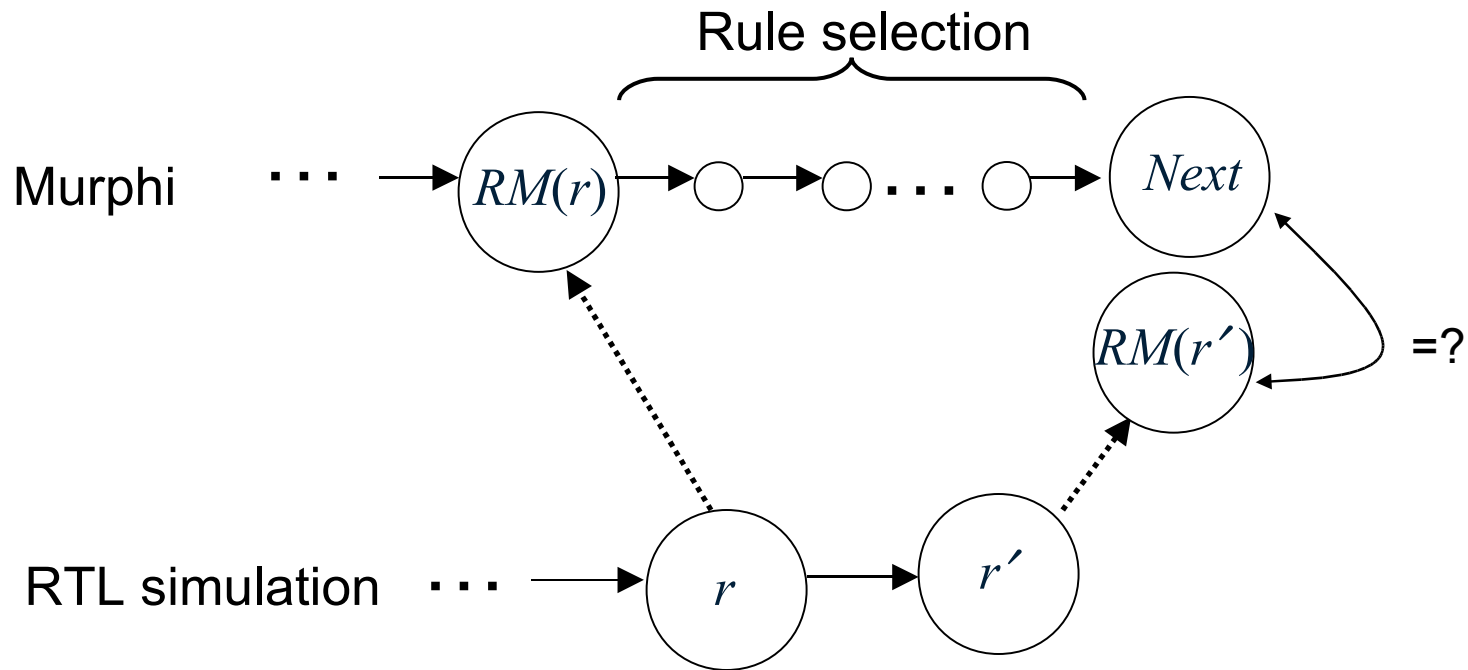 Rule selection
Murphi ... RM(r) ... Next
RM(r′) =?
RTL simulation ... r r′